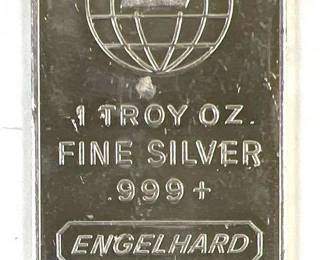 1 TROY OZ.
FINE SILVER
.999+
ENGELHARD